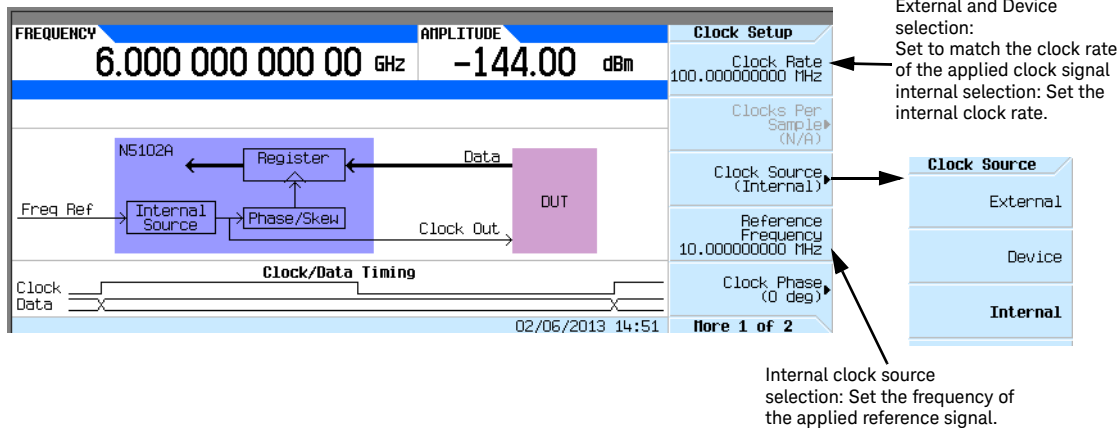 External and Device
selection:
Set to match the clock rate
of the applied clock signal
internal selection: Set the
internal clock rate.
FREQUENCY
6.000 000 000 00 GHz
AMPLITUDE
-144.00 dBm
Clock Setup
Clock Rate
100.000000000 MHz
Clocks Per
Sample
(N/A)
Clock Source
(Internal)
Reference
Frequency
10.000000000 MHz
Clock Phase
(0 deg)
More 1 of 2
N5102A
Register
Data
DUT
Freq Ref
Internal
Source
Phase/Skew
Clock Out
Clock/Data Timing
Clock
Data
02/06/2013 14:51
Clock Source
External
Device
Internal
Internal clock source
selection: Set the frequency of
the applied reference signal.